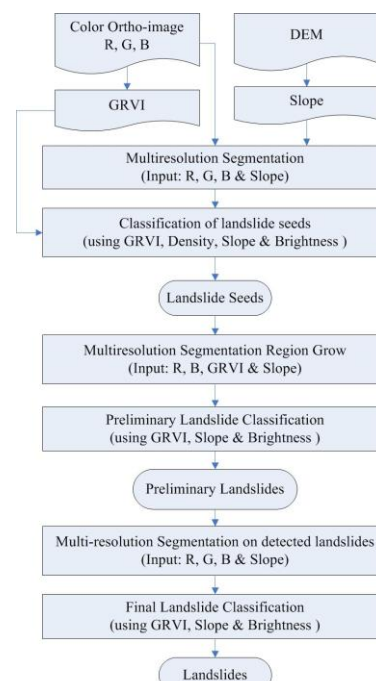 Color Ortho-image
R, G, B
DEM
GRVI
Slope
Multiresolution Segmentation
(Input: R, G, B & Slope)
Classification of landslide seeds
(using GRVI, Density, Slope & Brightness )
Landslide Seeds
Multiresolution Segmentation Region Grow
(Input: R, B, GRVI & Slope)
Preliminary Landslide Classification
(using GRVI, Slope & Brightness )
Preliminary Landslides
Multi-resolution Segmentation on detected landslides
(Input: R, G, B & Slope)
Final Landslide Classification
(using GRVI, Slope & Brightness )
Landslides